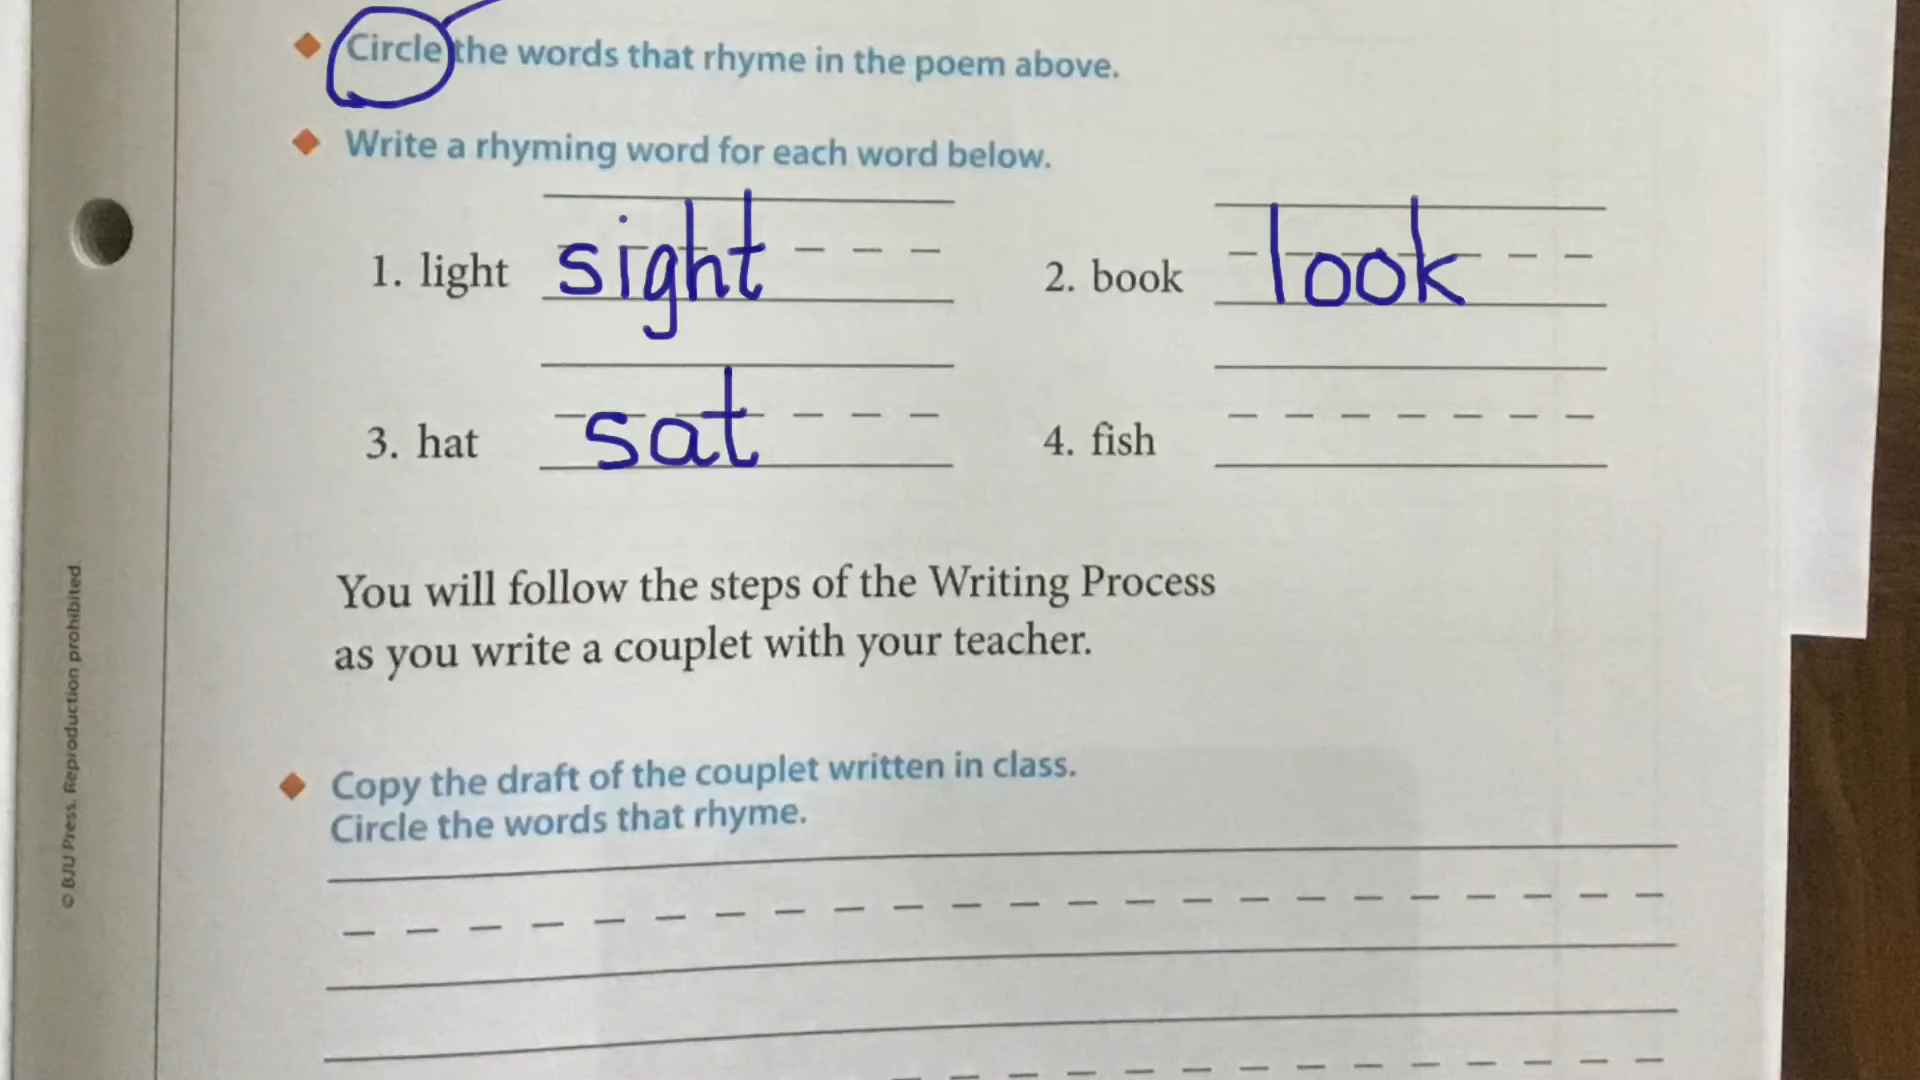 Circle the words that rhyme in the poem above.
Write a rhyming word for each word below.
1. light sight
2. book look
3. hat sat
4. fish
You will follow the steps of the Writing Process
as you write a couplet with your teacher.
Copy the draft of the couplet written in class.
Circle the words that rhyme.
© BJU Press. Reproduction prohibited.